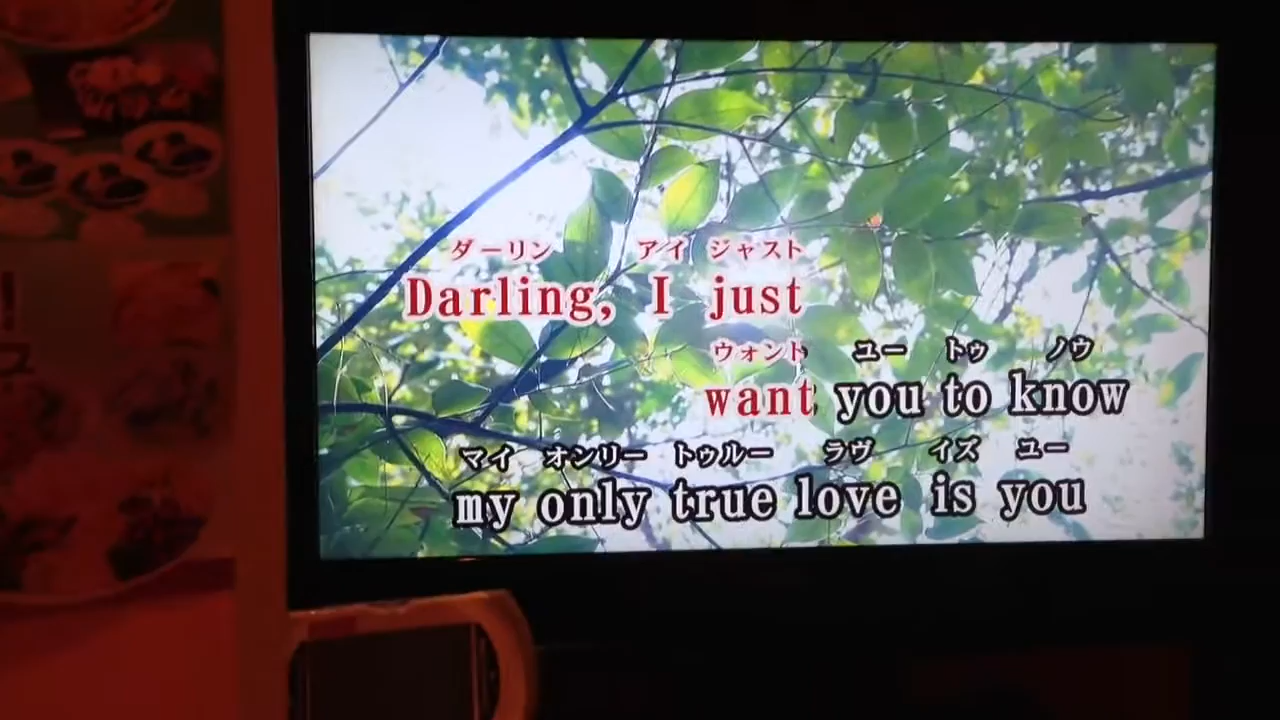 ダーリン アイ ジャスト
Darling, I just
ウォント ユー トゥ ノウ
want you to know
マイ オンリー トゥルー ラヴ イズ ユー
my only true love is you